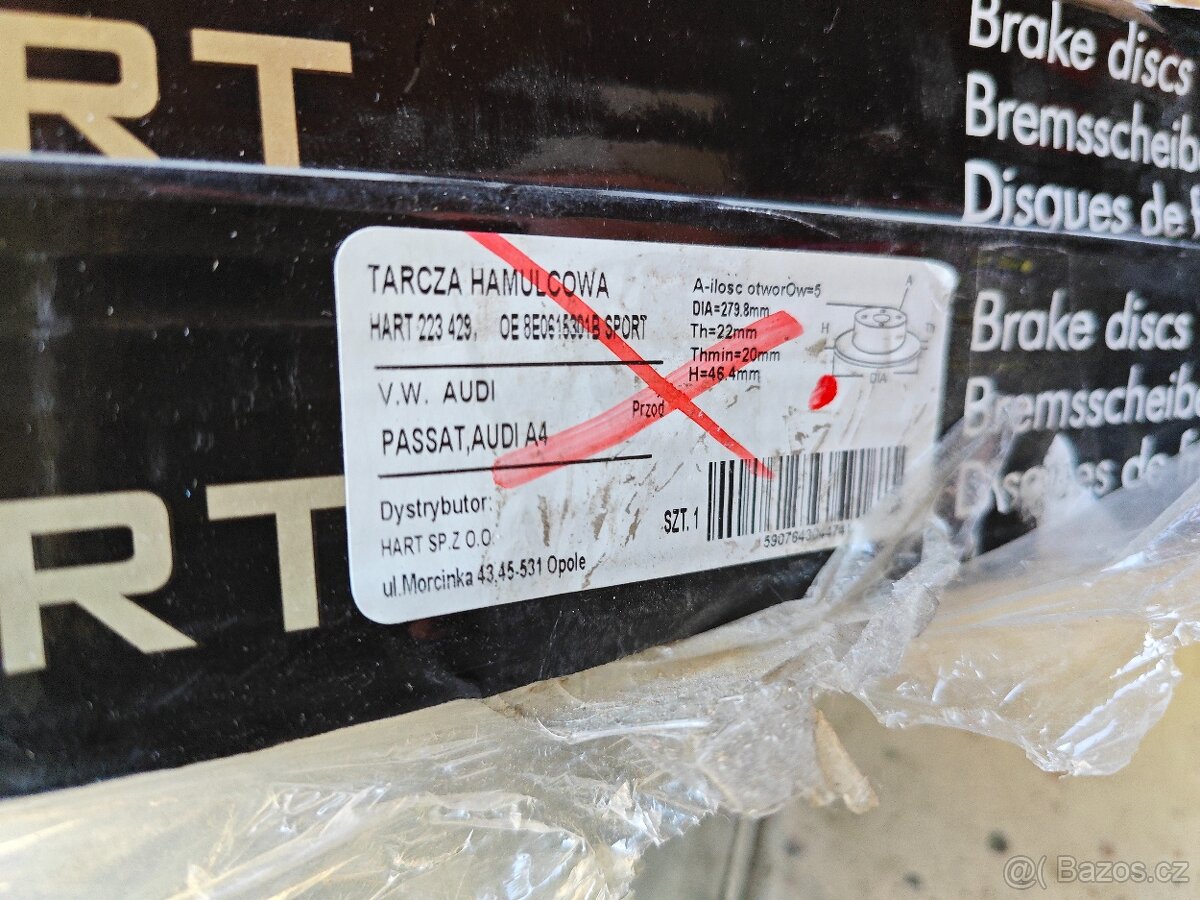 RT
Brake discs
Disques de
TARCZA HAMULCOWA
HART 223 429, OE 8E0615301B SPORT
V.W. AUDI
PASSAT,AUDI A4
Przod
Dystrybutor:
HART SP.Z O.O.
ul.Morcinka 43,45-531 Opole
SZT. 1
A-ilosc otworOw=5
DIA=279.8mm
Th=22mm
Thmin=20mm
H=46.4mm
A
H
DIA
RT
Brake discs
@( Bazos.cz